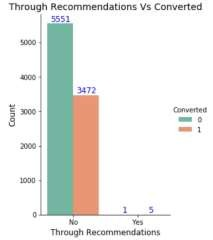 Through Recommendations Vs Converted
5551
5000
4000
3472
3000
2000
1000
0
Count
1
5
No
Yes
Through Recommendations
Converted
0
1